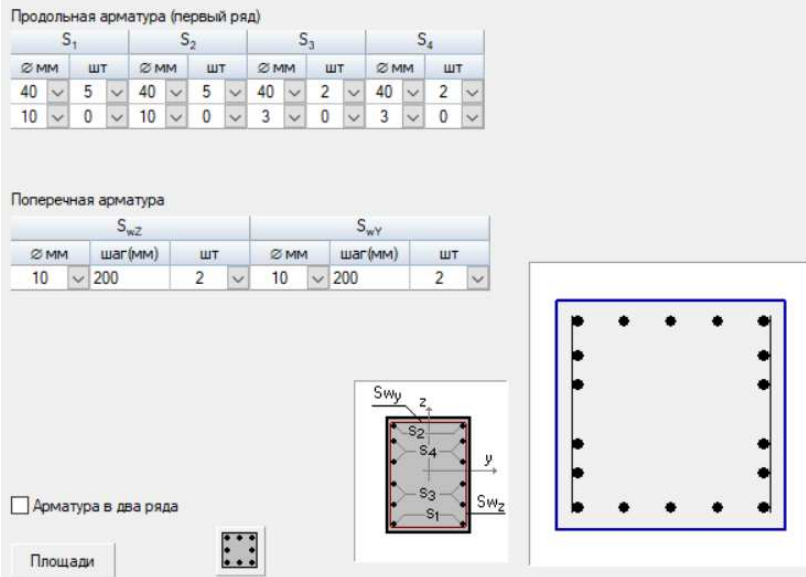 Продольная арматура (первый ряд)
S1 S2 S3 S4
∅ мм шт ∅ мм шт ∅ мм шт ∅ мм шт
40 5 40 5 40 2 40 2
10 0 10 0 3 0 3 0
Поперечная арматура
SwZ SwY
∅ мм шаг(мм) шт ∅ мм шаг(мм) шт
10 200 2 10 200 2
Swy z
S2
S4
y
S3
S1 Swz
Арматура в два ряда
Площади